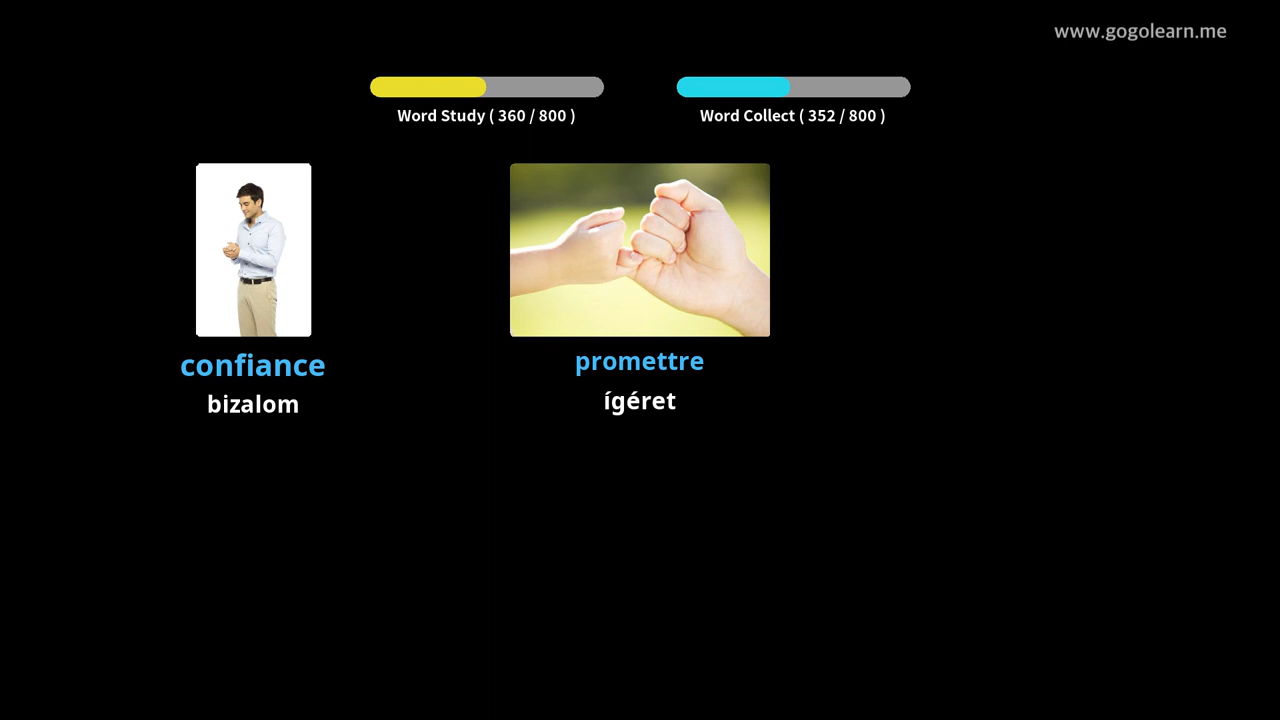 www.gogolearn.me
Word Study ( 360 / 800 )
Word Collect ( 352 / 800 )
confiance
bizalom
promettre
ígéret